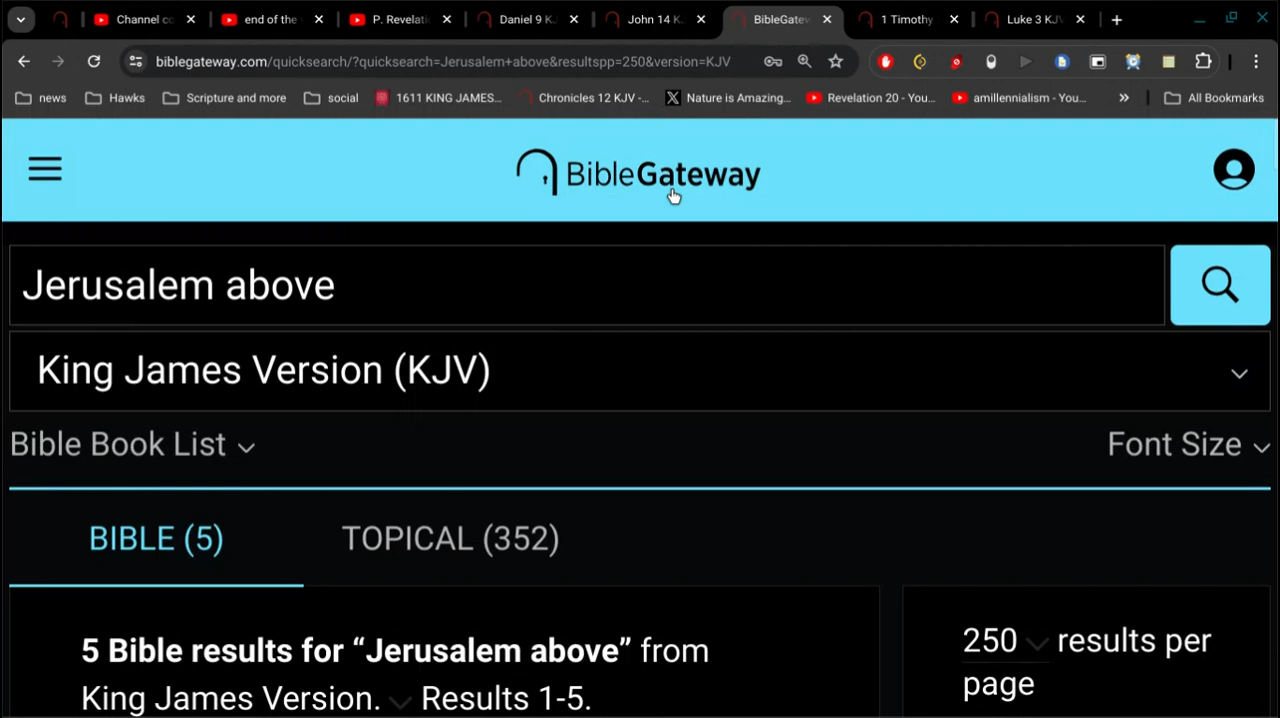 Channel co
end of the
P. Revelati
Daniel 9 KJ
John 14 K
BibleGatew
1 Timothy
Luke 3 KJV
biblegateway.com/quicksearch/?quicksearch=Jerusalem+above&resultspp=250&version=KJV
news
Hawks
Scripture and more
social
1611 KING JAMES...
Chronicles 12 KJV -...
Nature is Amazing...
Revelation 20 - You...
amillennialism - You...
All Bookmarks
BibleGateway
Jerusalem above
King James Version (KJV)
Bible Book List
Font Size
BIBLE (5)
TOPICAL (352)
5 Bible results for “Jerusalem above” from
King James Version. Results 1-5.
250 results per
page